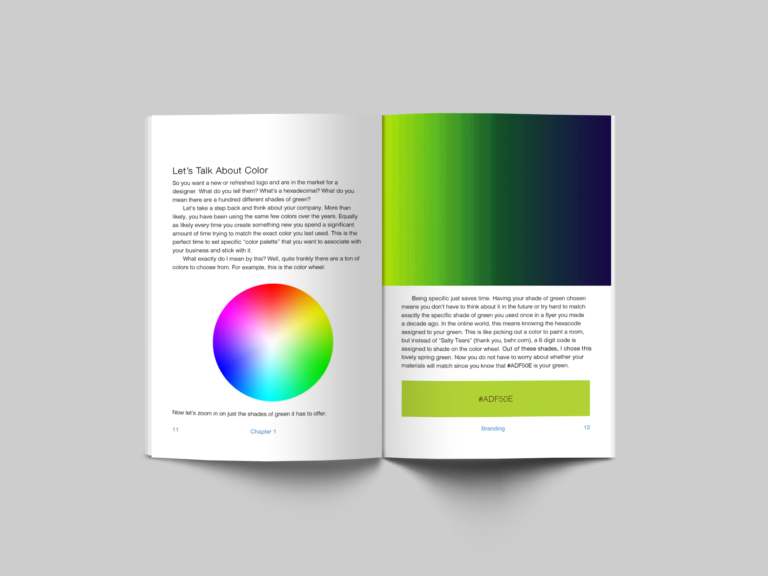 Let's Talk About Color
So you want a new or refreshed logo and are in the market for a
designer. What do you tell them? What's a hexadecimal? What do you
mean there are a hundred different shades of green?
Let's take a step back and think about your company. More than
likely, you have been using the same few colors over the years. Equally
as likely every time you create something new you spend a significant
amount of time trying to match the exact color you last used. This is the
perfect time to set specific "color palette" that you want to associate with
your business and stick with it.
What exactly do I mean by this? Well, quite frankly there are a ton of
colors to choose from. For example, this is the color wheel:
Now let's zoom in on just the shades of green it has to offer.
11
Chapter 1
Being specific just saves time. Having your shade of green chosen
means you don't have to think about it in the future or try hard to match
exactly the specific shade of green you used once in a flyer you made
a decade ago. In the online world, this means knowing the hexacode
assigned to your green. This is like picking out a color to paint a room,
but instead of "Salty Tears" (thank you, behr.com), a 6 digit code is
assigned to shade on the color wheel. Out of these shades, I chose this
lovely spring green. Now you do not have to worry about whether your
materials will match since you know that #ADF50E is your green.
#ADF50E
Branding
12